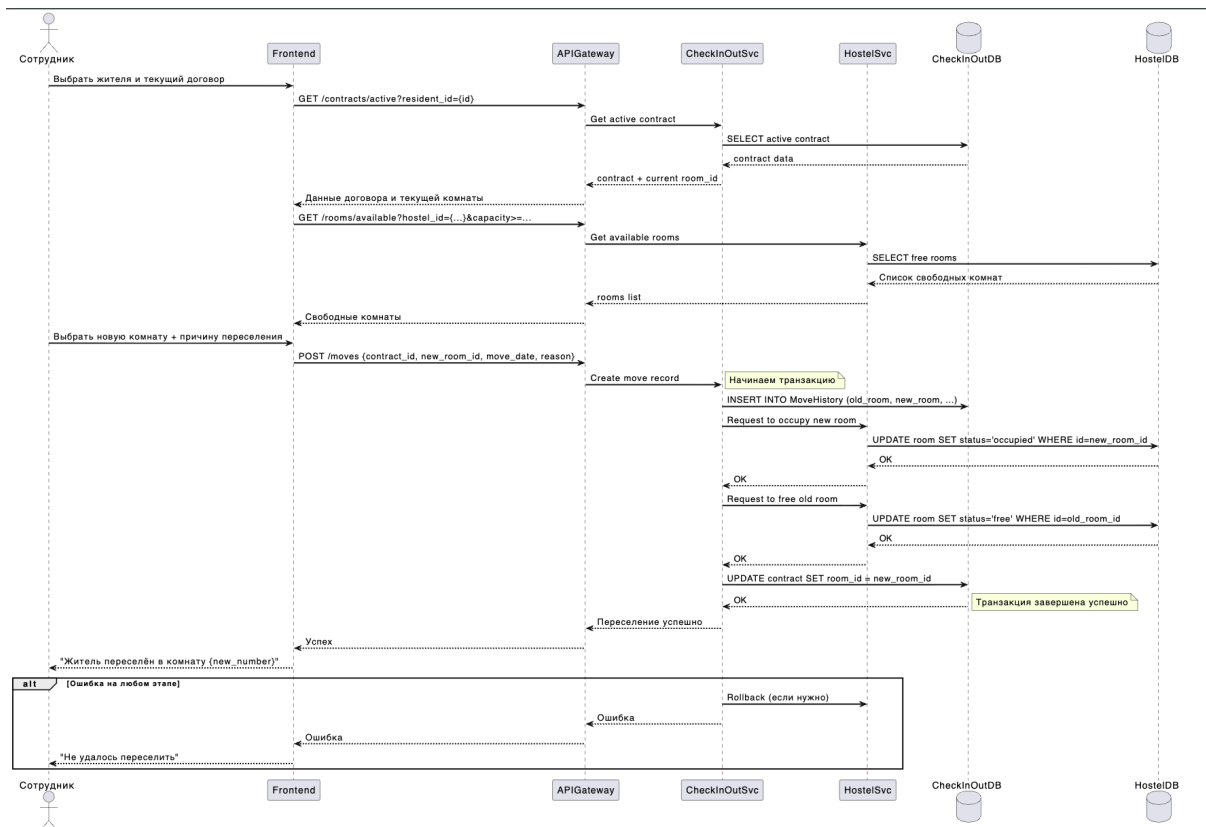 Сотрудник
Frontend
APIGateway
CheckInOutSvc
HostelSvc
CheckInOutDB
HostelDB
Выбрать жителя и текущий договор
GET /contracts/active?resident_id={id}
Get active contract
SELECT active contract
contract data
contract + current room_id
Данные договора и текущей комнаты
GET /rooms/available?hostel_id={...}&capacity>=...
Get available rooms
SELECT free rooms
Список свободных комнат
rooms list
Свободные комнаты
Выбрать новую комнату + причину переселения
POST /moves {contract_id, new_room_id, move_date, reason}
Create move record
Начинаем транзакцию
INSERT INTO MoveHistory (old_room, new_room, ...)
Request to occupy new room
UPDATE room SET status='occupied' WHERE id=new_room_id
OK
OK
Request to free old room
UPDATE room SET status='free' WHERE id=old_room_id
OK
OK
UPDATE contract SET room_id = new_room_id
OK
Транзакция завершена успешно
Переселение успешно
Успех
"Житель переселён в комнату {new_number}"
alt
[Ошибка на любом этапе]
Rollback (если нужно)
Ошибка
Ошибка
"Не удалось переселить"
Сотрудник
Frontend
APIGateway
CheckInOutSvc
HostelSvc
CheckInOutDB
HostelDB